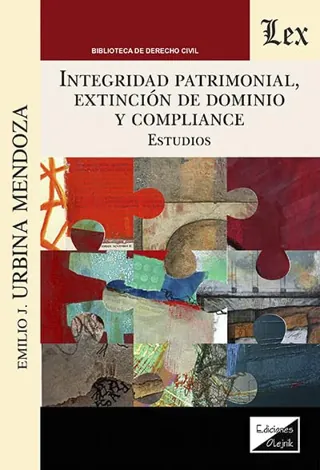 BIBLIOTECA DE DERECHO CIVIL
Lex
INTEGRIDAD PATRIMONIAL,
EXTINCIÓN DE DOMINIO
Y COMPLIANCE
ESTUDIOS
EMILIO J. URBINA MENDOZA
Ediciones
Olejnik